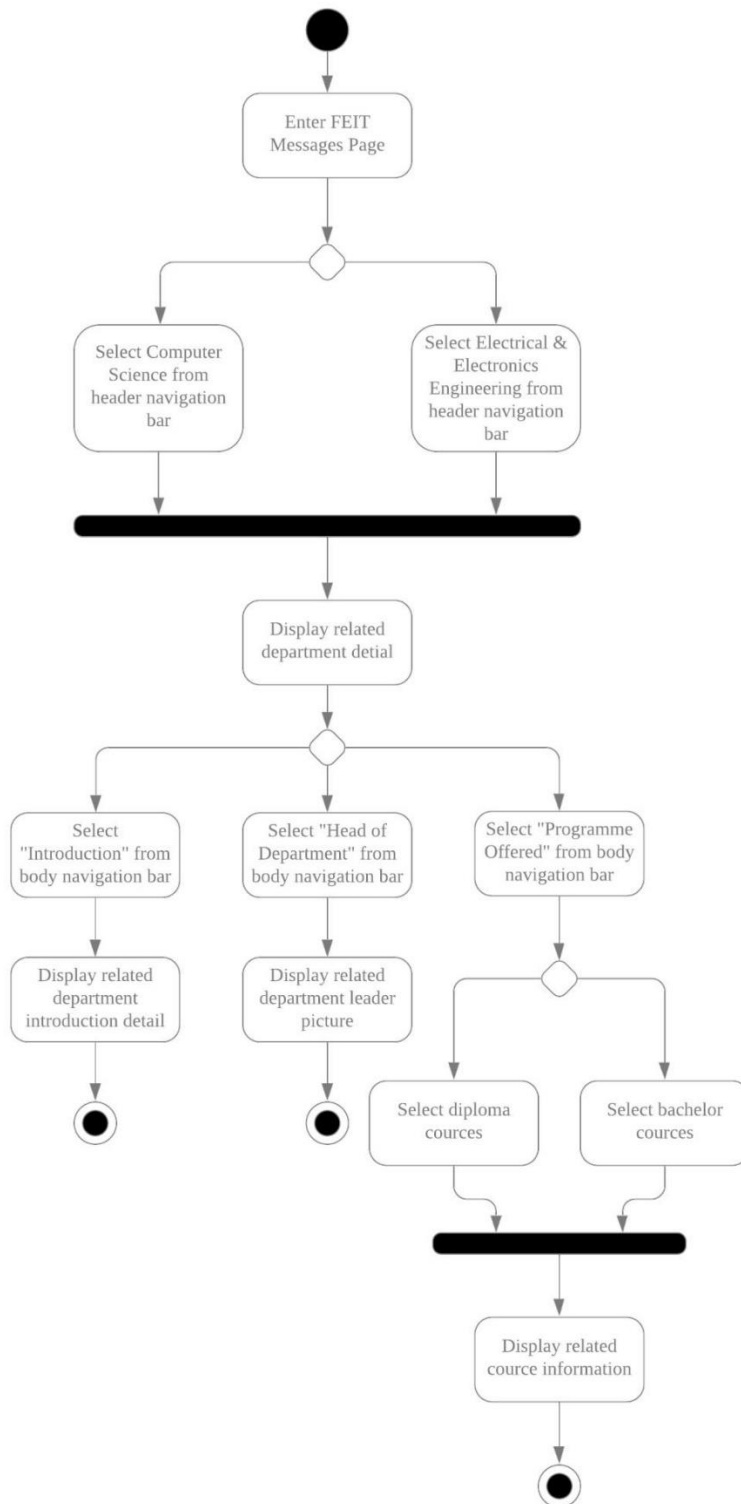 Enter FEIT
Messages Page
Select Computer
Science from
header navigation
bar
Select Electrical &
Electronics
Engineering from
header navigation
bar
Display related
department detial
Select
"Introduction" from
body navigation bar
Select "Head of
Department" from
body navigation bar
Select "Programme
Offered" from body
navigation bar
Display related
department
introduction detail
Display related
department leader
picture
Select diploma
cources
Select bachelor
cources
Display related
cource information